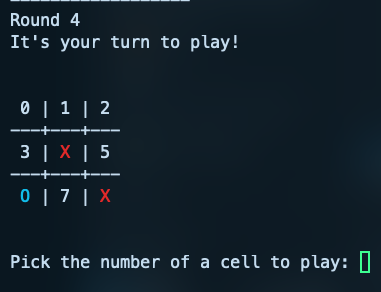 Round 4
It's your turn to play!
0 | 1 | 2
---+---+---
3 | X | 5
---+---+---
O | 7 | X
Pick the number of a cell to play: